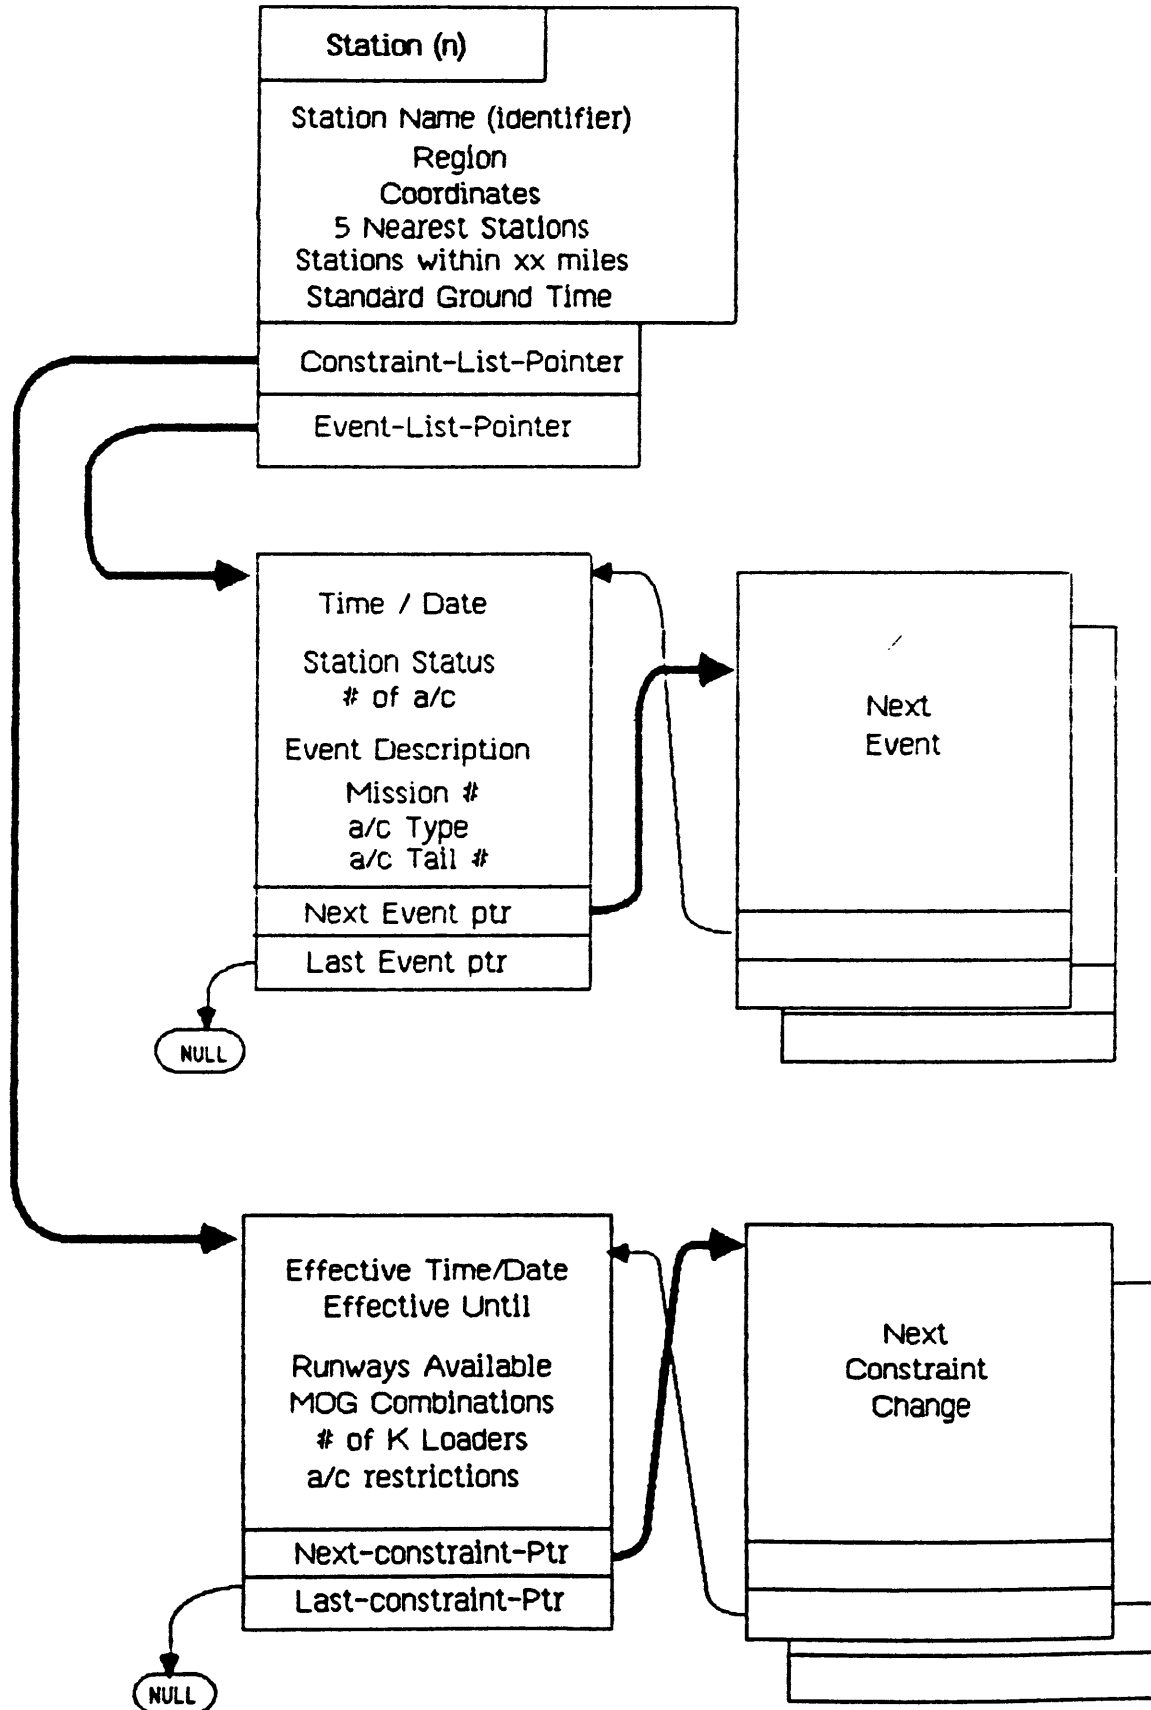 Station (n)
Station Name (identifier)
Region
Coordinates
5 Nearest Stations
Stations within xx miles
Standard Ground Time
Constraint-List-Pointer
Event-List-Pointer
Time / Date
Station Status
# of a/c
Event Description
Mission #
a/c Type
a/c Tail #
Next Event ptr
Last Event ptr
NULL
Next
Event
Effective Time/Date
Effective Until
Runways Available
MOG Combinations
# of K Loaders
a/c restrictions
Next-constraint-Ptr
Last-constraint-Ptr
NULL
Next
Constraint
Change